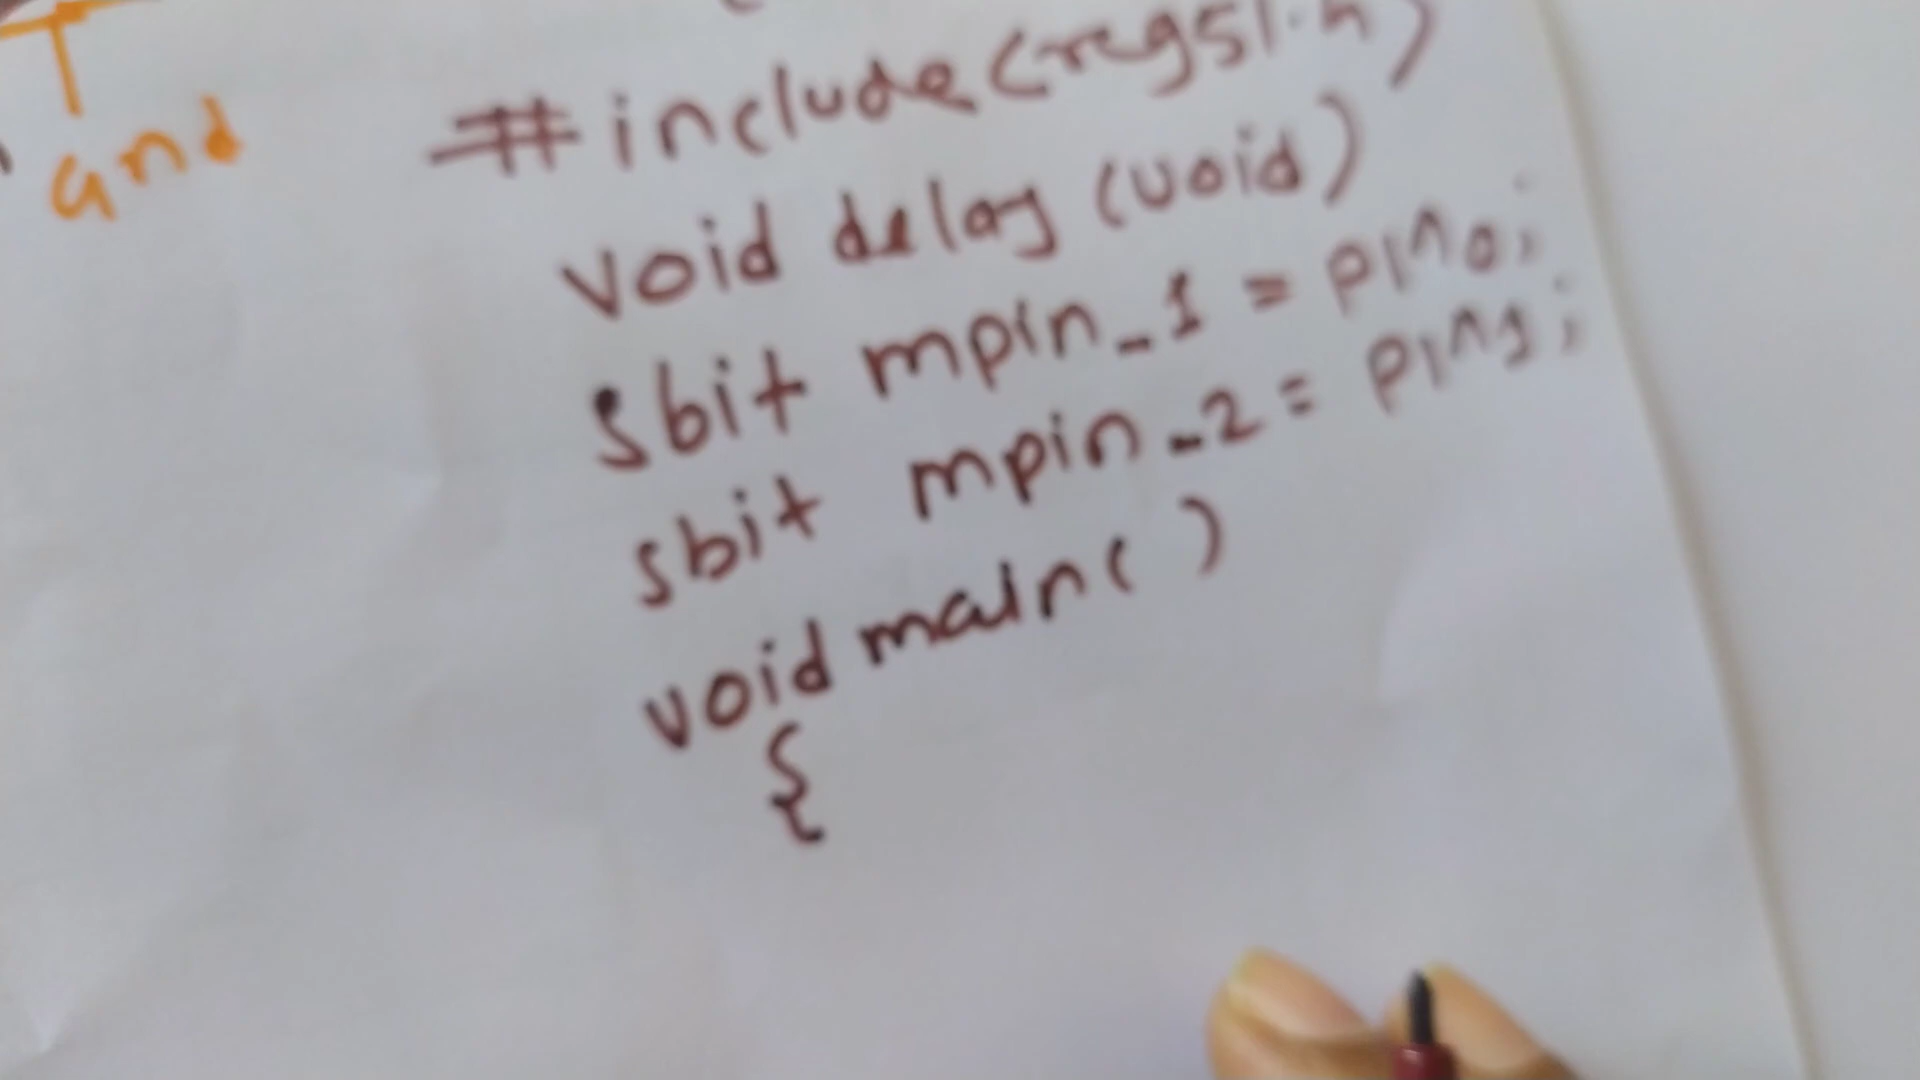 T
and
#include(reg51.h)
void delay (void)
sbit mpin_1 = P1^0;
sbit mpin_2 = P1^1;
void main( )
{